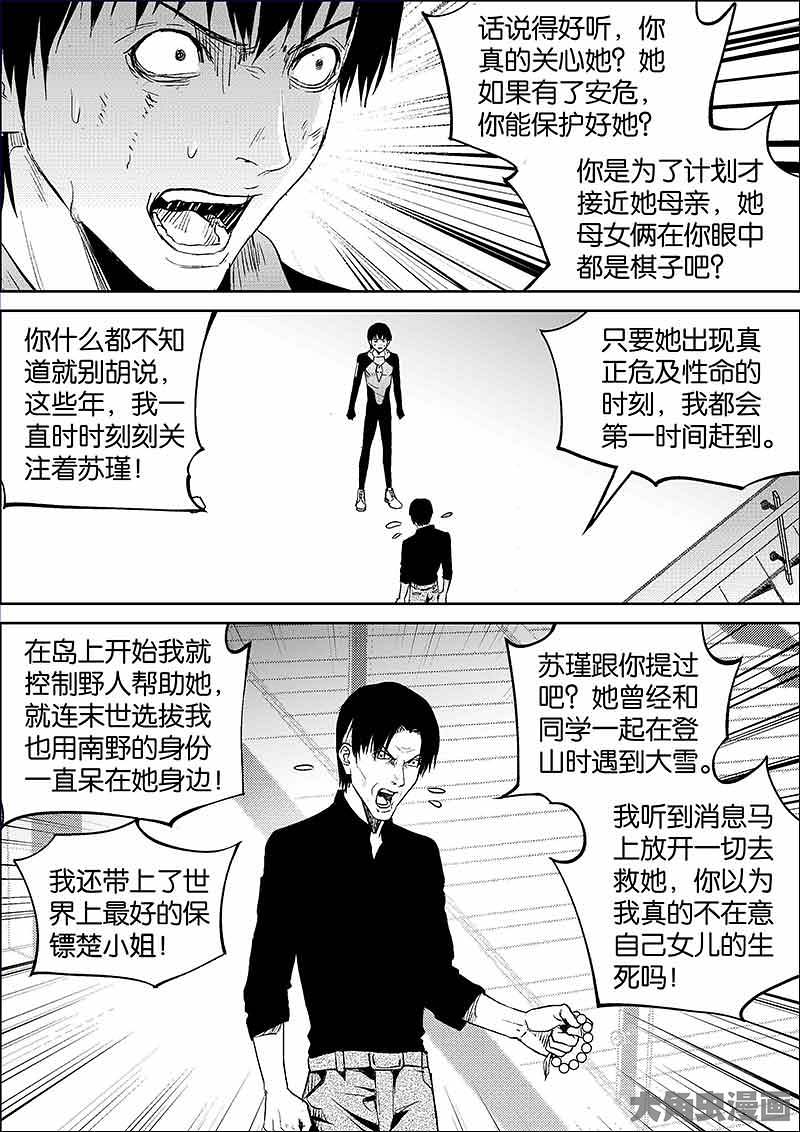 话说得好听，你
真的关心她？她
如果有了安危，
你能保护好她？
你是为了计划才
接近她母亲，她
母女俩在你眼中
都是棋子吧？
你什么都不知
道就别胡说，
这些年，我一
直时时刻刻关
注着苏瑾！
只要她出现真
正危及性命的
时刻，我都会
第一时间赶到。
在岛上开始我就
控制野人帮助她，
就连末世选拔我
也用南野的身份
一直呆在她身边！
我还带上了世
界上最好的保
镖楚小姐！
苏瑾跟你提过
吧？她曾经和
同学一起在登
山时遇到大雪。
我听到消息马
上放开一切去
救她，你以为
我真的不在意
自己女儿的生
死吗！
大角虫漫画